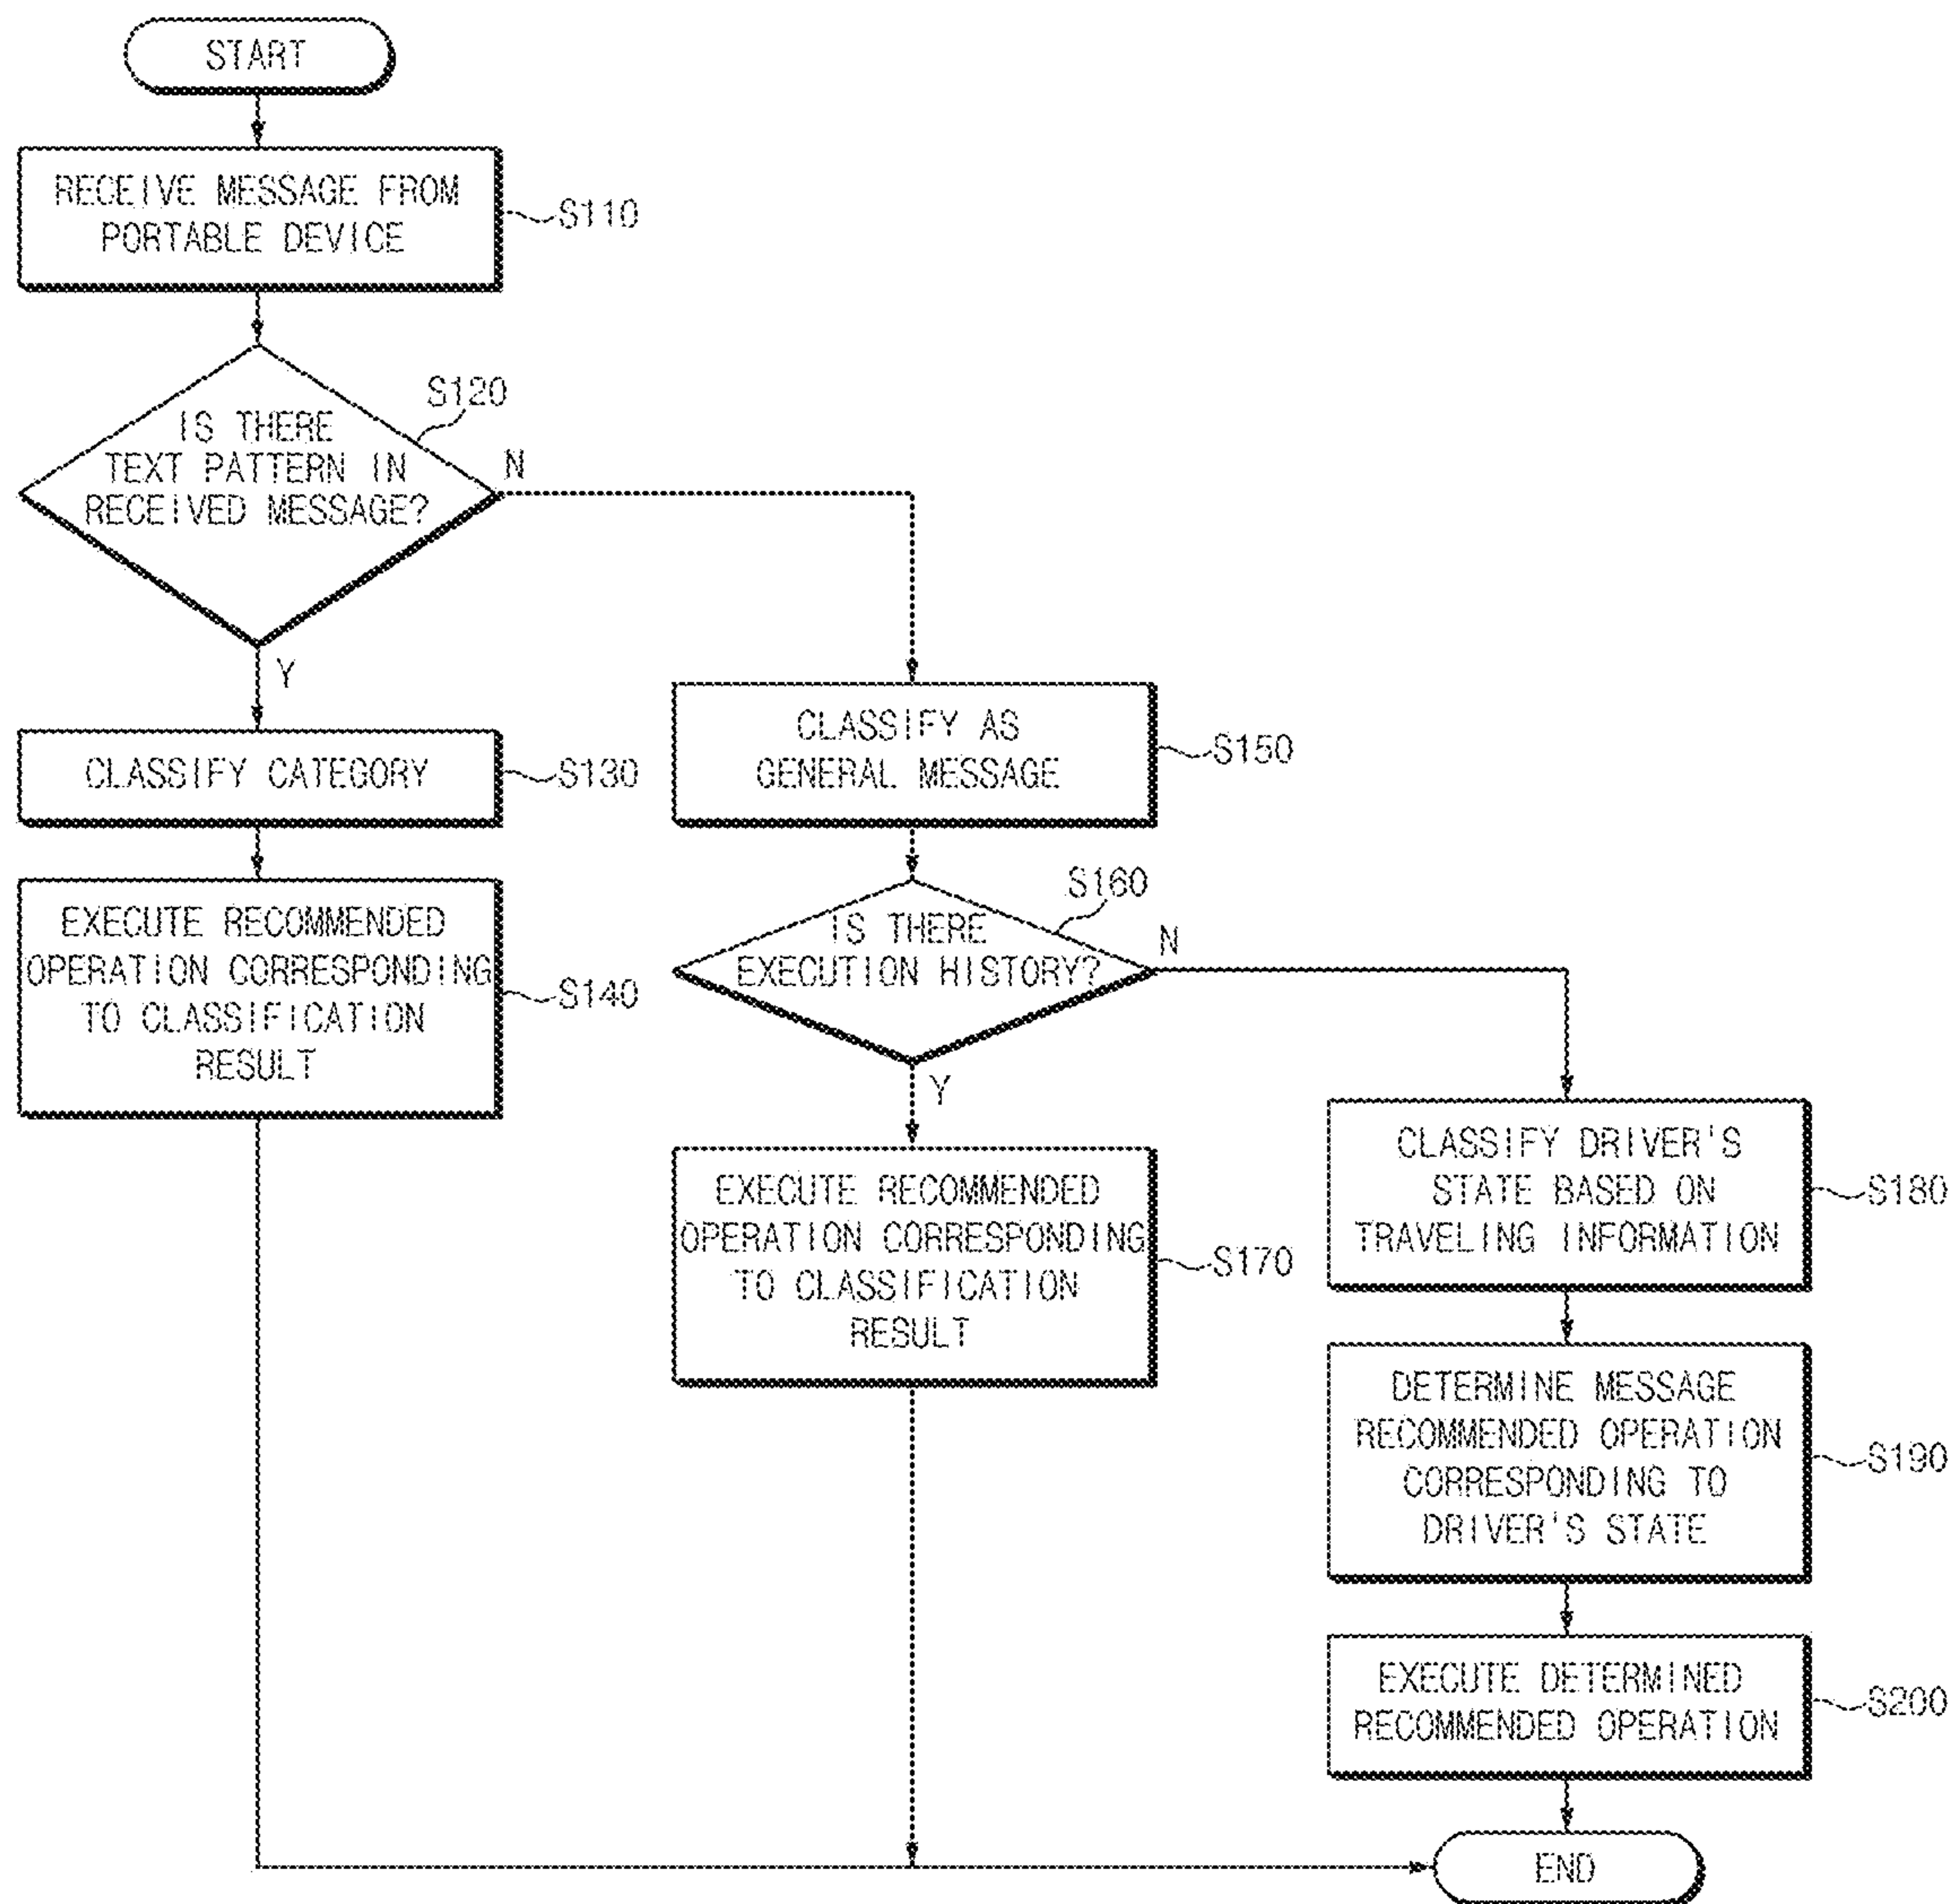 START
RECEIVE MESSAGE FROM
PORTABLE DEVICE
S110
S120
IS THERE
TEXT PATTERN IN
RECEIVED MESSAGE?
N
Y
CLASSIFY CATEGORY
S130
EXECUTE RECOMMENDED
OPERATION CORRESPONDING
TO CLASSIFICATION
RESULT
S140
CLASSIFY AS
GENERAL MESSAGE
S150
S160
IS THERE
EXECUTION HISTORY?
N
Y
EXECUTE RECOMMENDED
OPERATION CORRESPONDING
TO CLASSIFICATION
RESULT
S170
CLASSIFY DRIVER'S
STATE BASED ON
TRAVELING INFORMATION
S180
DETERMINE MESSAGE
RECOMMENDED OPERATION
CORRESPONDING TO
DRIVER'S STATE
S190
EXECUTE DETERMINED
RECOMMENDED OPERATION
S200
END